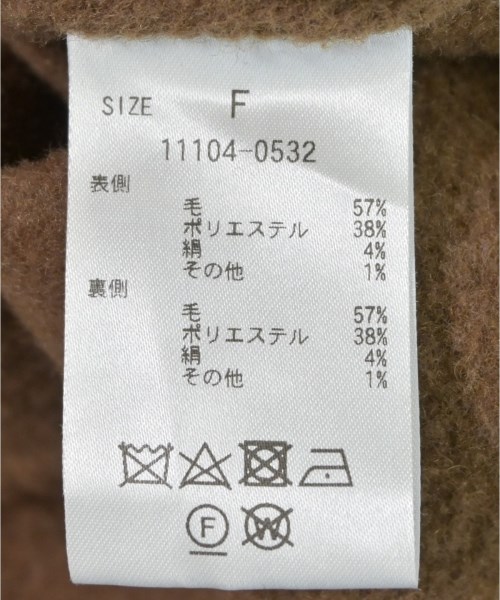 SIZE F
11104-0532
表側
毛 57%
ポリエステル 38%
絹 4%
その他 1%
裏側
毛 57%
ポリエステル 38%
絹 4%
その他 1%
F W